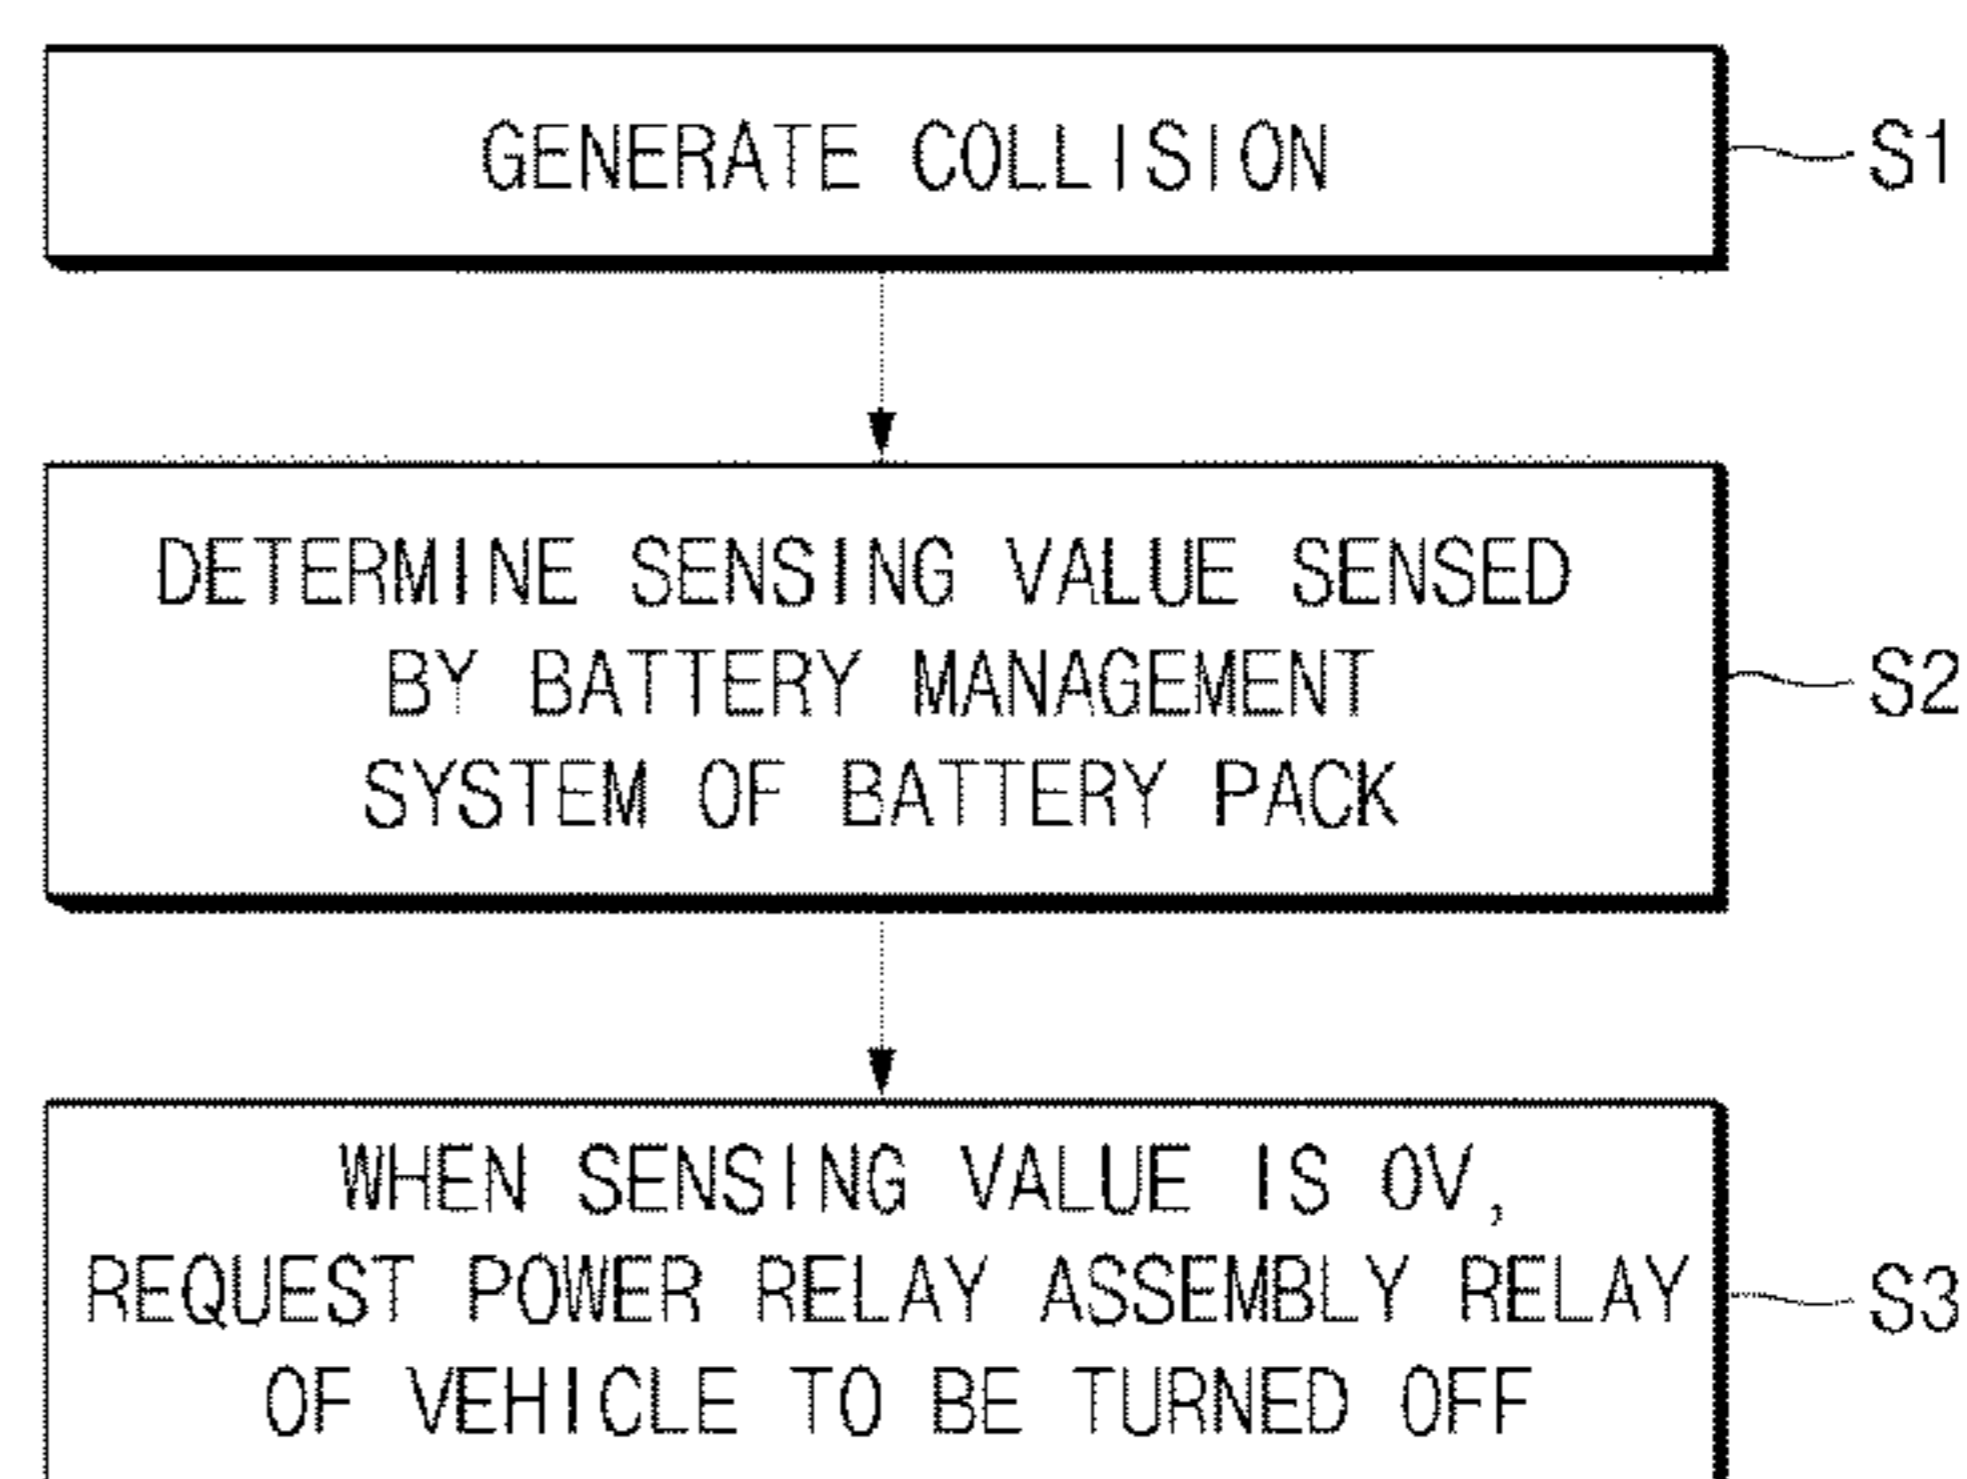 GENERATE COLLISION
S1
DETERMINE SENSING VALUE SENSED
BY BATTERY MANAGEMENT
SYSTEM OF BATTERY PACK
S2
WHEN SENSING VALUE IS 0V,
REQUEST POWER RELAY ASSEMBLY RELAY
OF VEHICLE TO BE TURNED OFF
S3